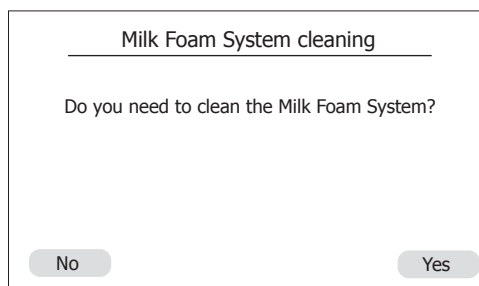 Milk Foam System cleaning
Do you need to clean the Milk Foam System?
No
Yes